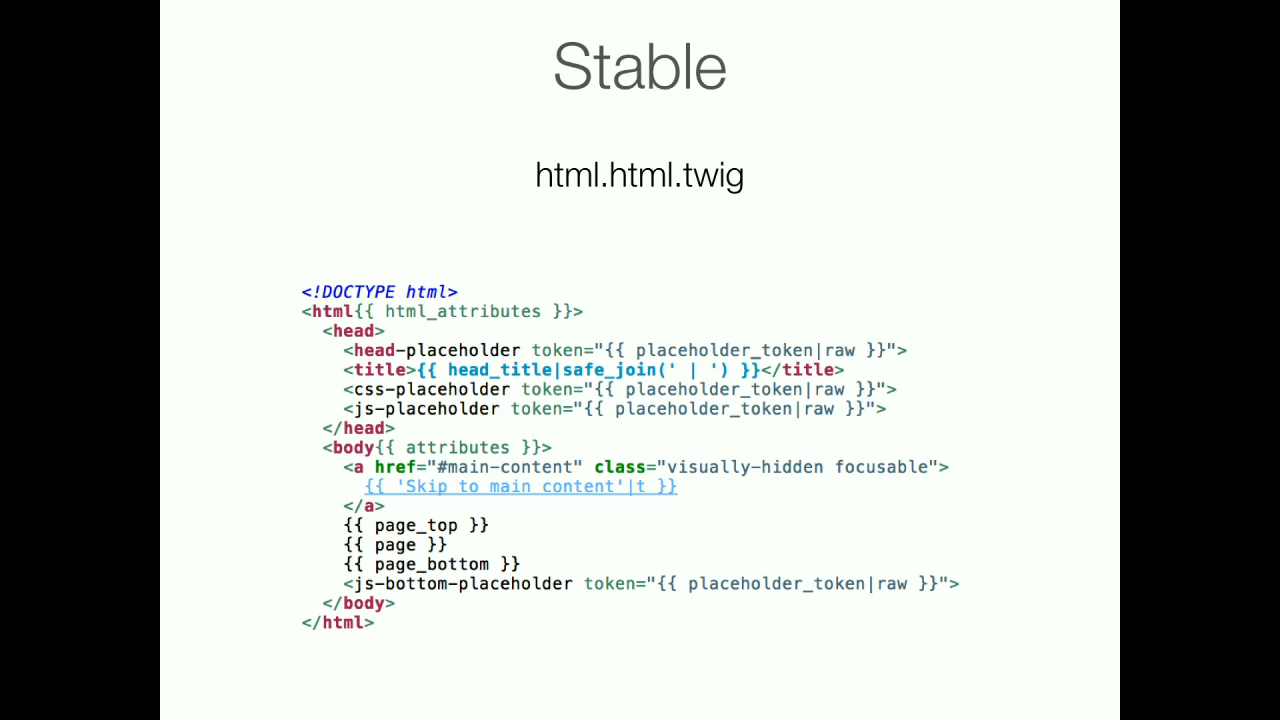 Stable
html.html.twig
<!DOCTYPE html>
<html{{ html_attributes }}>
  <head>
    <head-placeholder token="{{ placeholder_token|raw }}">
    <title>{{ head_title|safe_join(' | ') }}</title>
    <css-placeholder token="{{ placeholder_token|raw }}">
    <js-placeholder token="{{ placeholder_token|raw }}">
  </head>
  <body{{ attributes }}>
    <a href="#main-content" class="visually-hidden focusable">
      {{ 'Skip to main content'|t }}
    </a>
    {{ page_top }}
    {{ page }}
    {{ page_bottom }}
    <js-bottom-placeholder token="{{ placeholder_token|raw }}">
  </body>
</html>